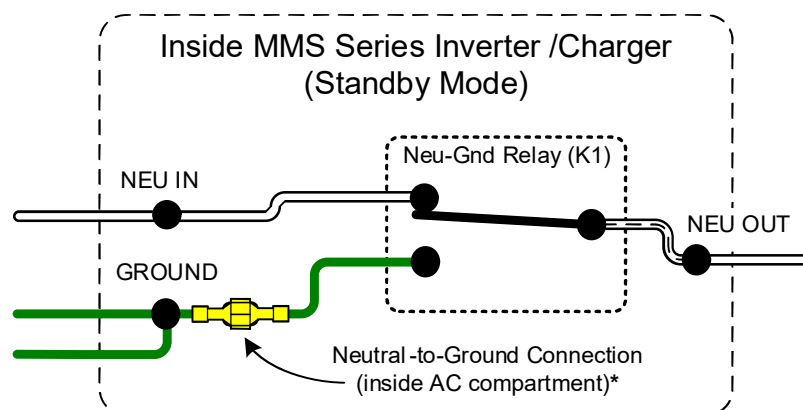 Inside MMS Series Inverter /Charger
(Standby Mode)
Neu-Gnd Relay (K1)
NEU IN
NEU OUT
GROUND
Neutral-to-Ground Connection
(inside AC compartment)*